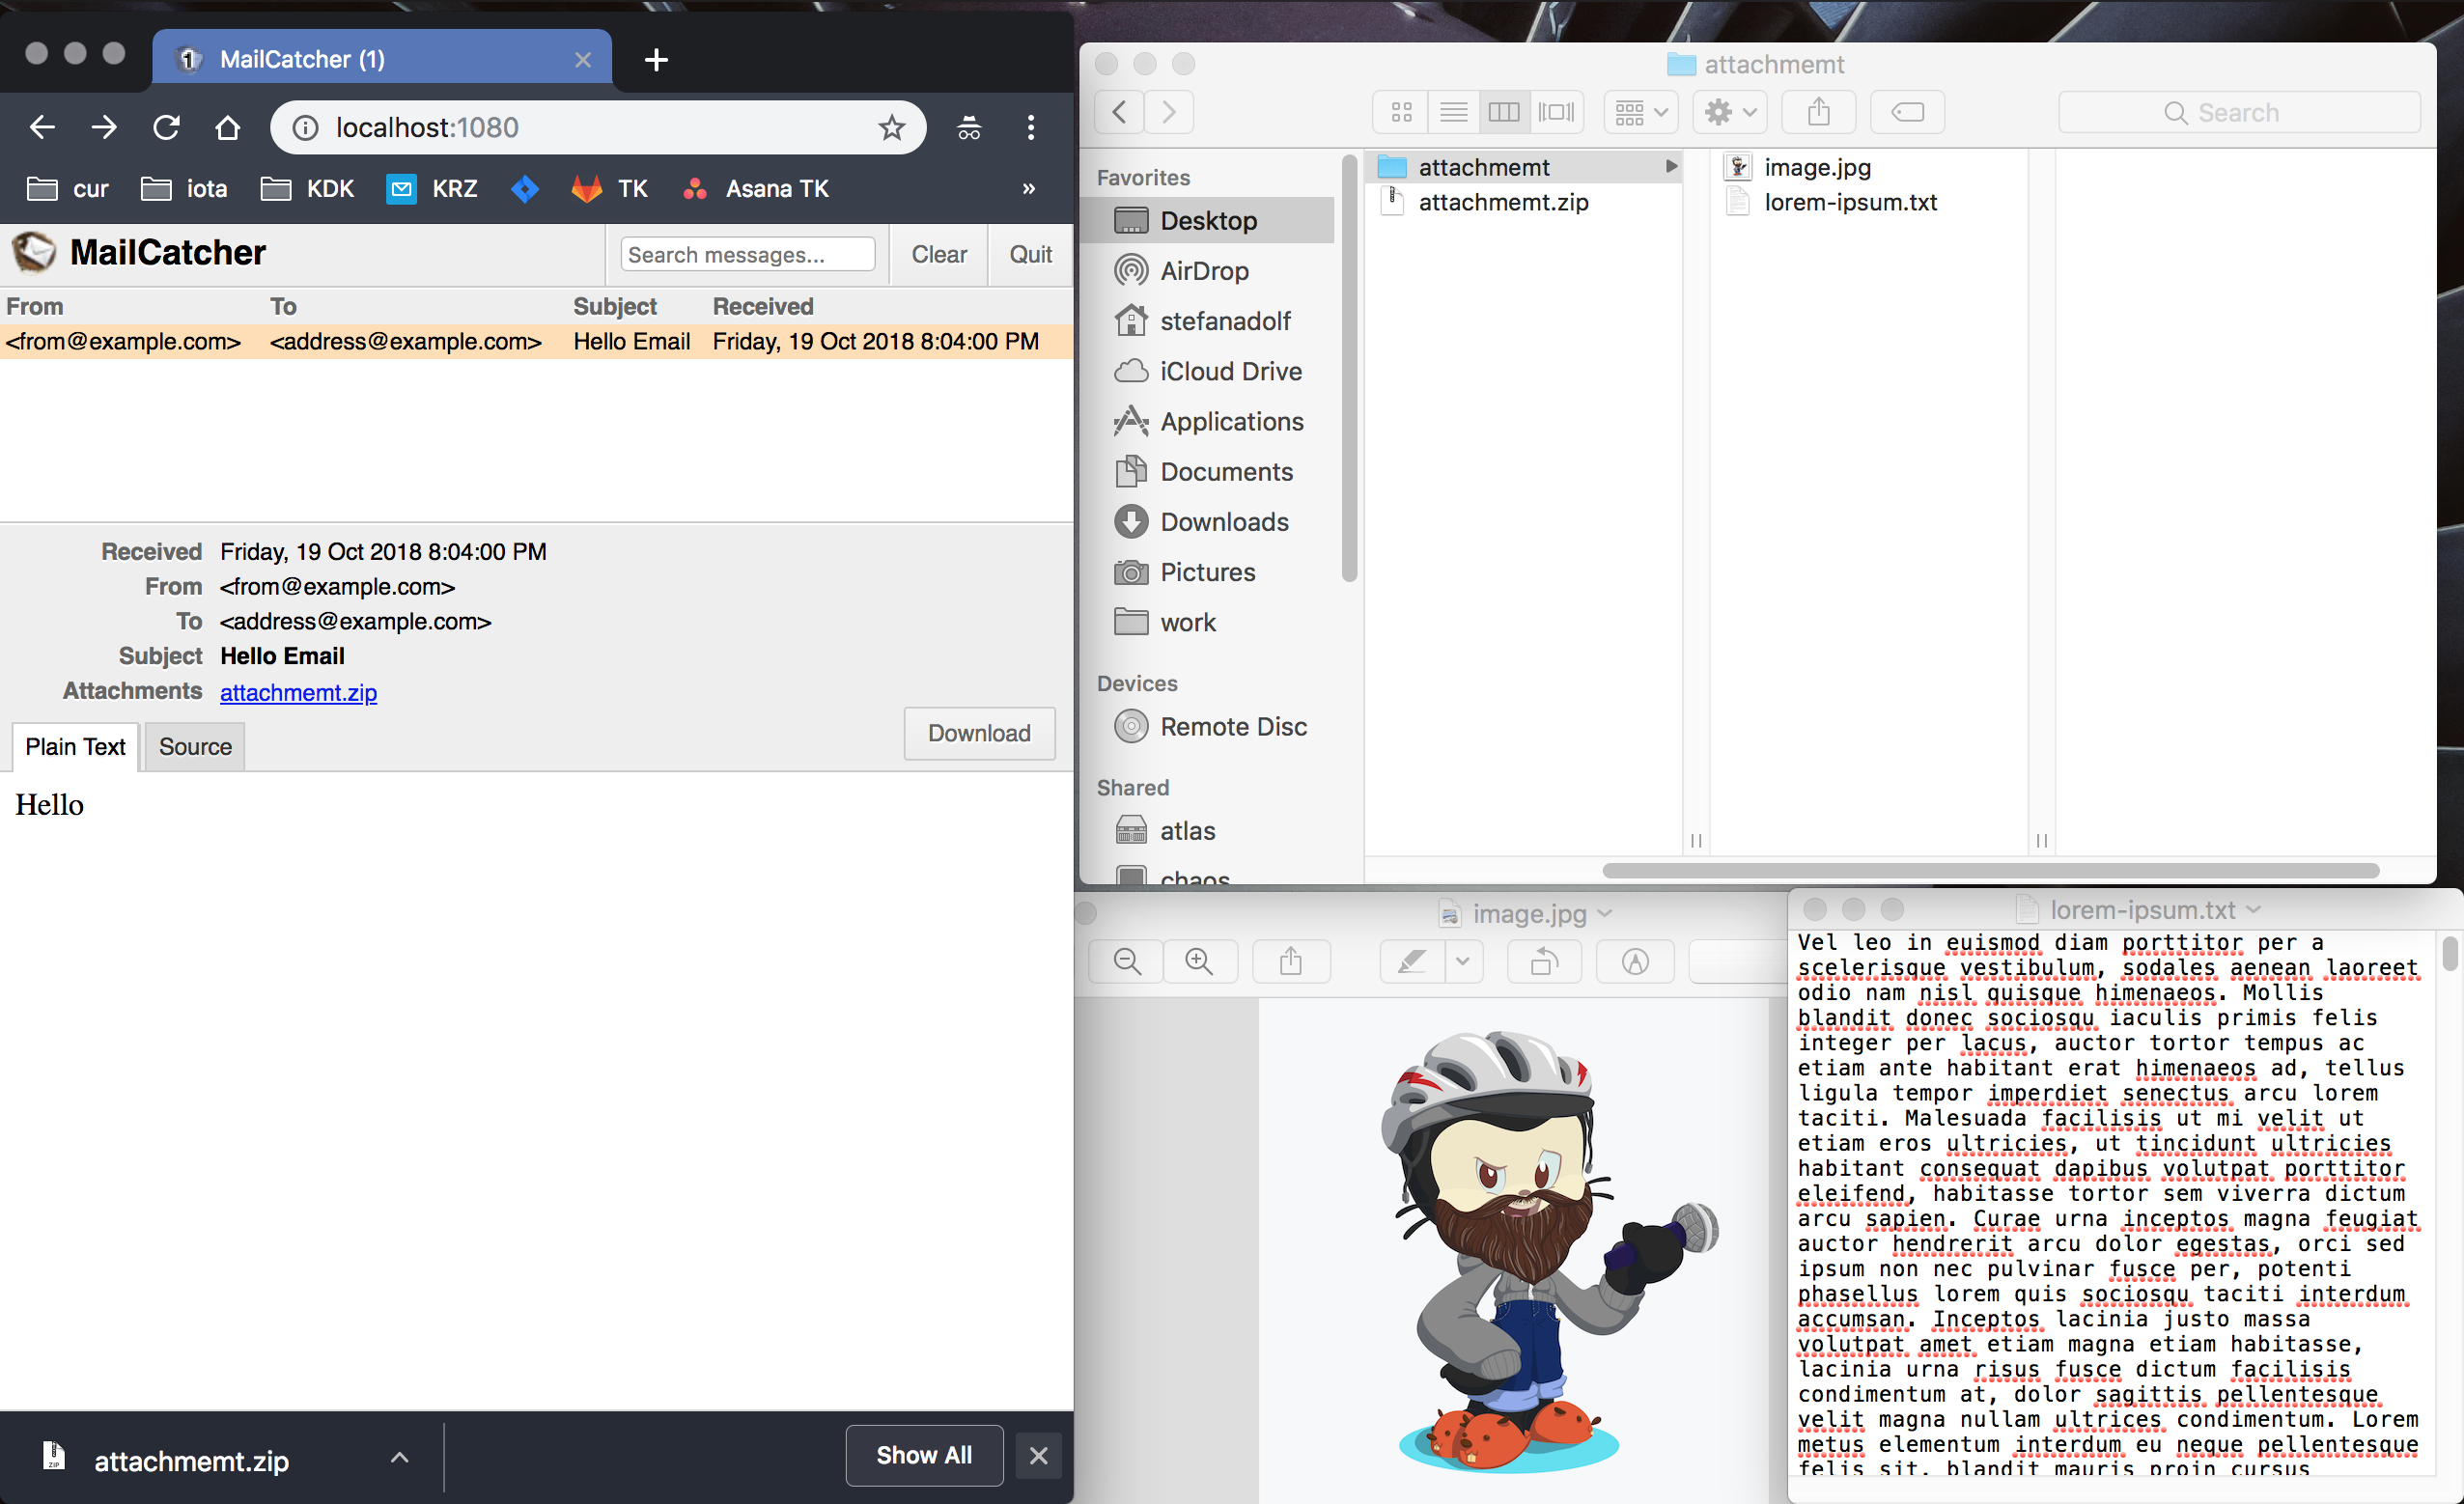 MailCatcher (1)
localhost:1080
cur iota KDK KRZ TK Asana TK »
MailCatcher
Search messages... Clear Quit
From To Subject Received
<from@example.com> <address@example.com> Hello Email Friday, 19 Oct 2018 8:04:00 PM
Received Friday, 19 Oct 2018 8:04:00 PM
From <from@example.com>
To <address@example.com>
Subject Hello Email
Attachments attachmemt.zip
Plain Text Source Download
Hello
attachmemt.zip Show All
attachmemt
Search
Favorites
Desktop
AirDrop
stefanadolf
iCloud Drive
Applications
Documents
Downloads
Pictures
work
Devices
Remote Disc
Shared
atlas
chaos
attachmemt
attachmemt.zip
image.jpg
lorem-ipsum.txt
image.jpg
lorem-ipsum.txt
Vel leo in euismod diam porttitor per a
scelerisque vestibulum, sodales aenean laoreet
odio nam nisl quisque himenaeos. Mollis
blandit donec sociosqu iaculis primis felis
integer per lacus, auctor tortor tempus ac
etiam ante habitant erat himenaeos ad, tellus
ligula tempor imperdiet senectus arcu lorem
taciti. Malesuada facilisis ut mi velit ut
etiam eros ultricies, ut tincidunt ultricies
habitant consequat dapibus volutpat porttitor
eleifend, habitasse tortor sem viverra dictum
arcu sapien. Curae urna inceptos magna feugiat
auctor hendrerit arcu dolor egestas, orci sed
ipsum non nec pulvinar fusce per, potenti
phasellus lorem quis sociosqu taciti interdum
accumsan. Inceptos lacinia justo massa
volutpat amet etiam magna etiam habitasse,
lacinia urna risus fusce dictum facilisis
condimentum at, dolor sagittis pellentesque
velit magna nullam ultrices condimentum. Lorem
metus elementum interdum eu neque pellentesque
felis sit, blandit mauris proin cursus